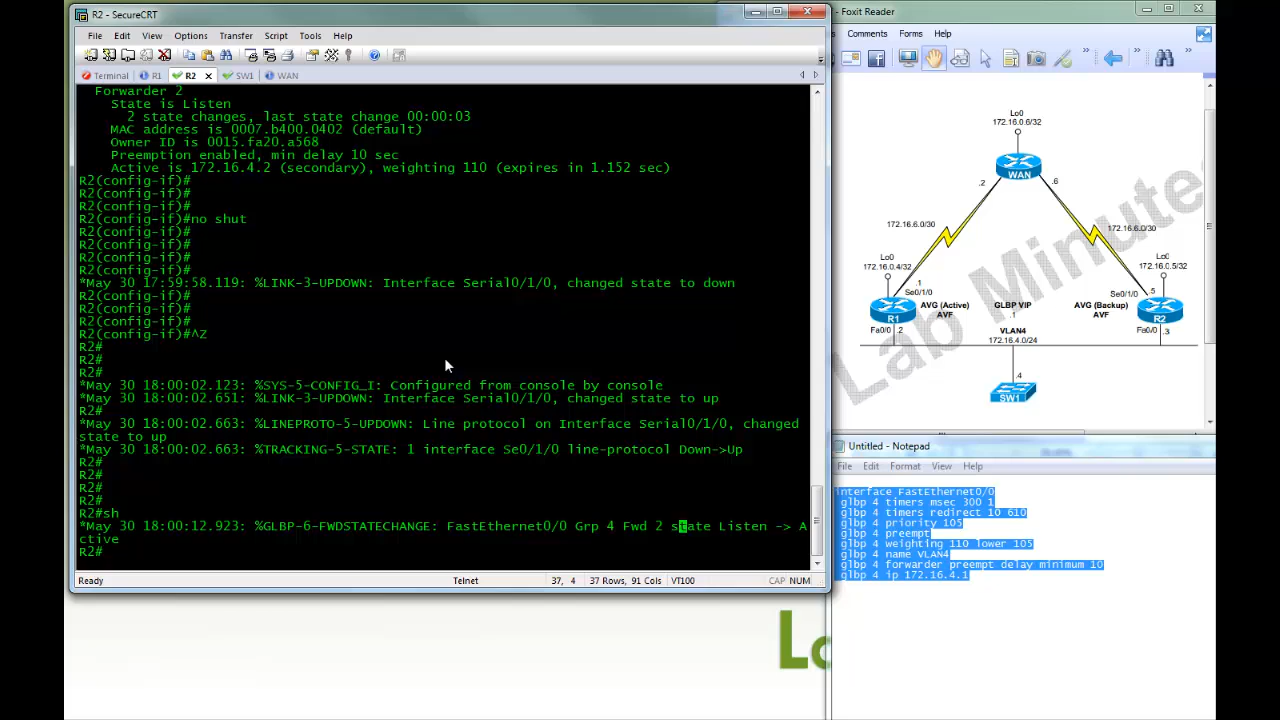 R2 - SecureCRT
File Edit View Options Transfer Script Tools Help
Terminal R1 R2 SW1 WAN
Forwarder 2
State is Listen
2 state changes, last state change 00:00:03
MAC address is 0007.b400.0402 (default)
Owner ID is 0015.fa20.a568
Preemption enabled, min delay 10 sec
Active is 172.16.4.2 (secondary), weighting 110 (expires in 1.152 sec)
R2(config-if)#
R2(config-if)#
R2(config-if)#
R2(config-if)#no shut
R2(config-if)#
R2(config-if)#
R2(config-if)#
R2(config-if)#
*May 30 17:59:58.119: %LINK-3-UPDOWN: Interface Serial0/1/0, changed state to down
R2(config-if)#
R2(config-if)#
R2(config-if)#
R2(config-if)#^Z
R2#
R2#
R2#
*May 30 18:00:02.123: %SYS-5-CONFIG_I: Configured from console by console
*May 30 18:00:02.651: %LINK-3-UPDOWN: Interface Serial0/1/0, changed state to up
R2#
*May 30 18:00:02.663: %LINEPROTO-5-UPDOWN: Line protocol on Interface Serial0/1/0, changed
state to up
*May 30 18:00:02.663: %TRACKING-5-STATE: 1 interface Se0/1/0 line-protocol Down->Up
R2#
R2#
R2#
R2#
R2#sh
*May 30 18:00:12.923: %GLBP-6-FWDSTATECHANGE: FastEthernet0/0 Grp 4 Fwd 2 state Listen -> A
ctive
R2#
Ready Telnet 37, 4 37 Rows, 91 Cols VT100 CAP NUM
Foxit Reader
Comments Forms Help
Lo0
172.16.0.6/32
WAN
.2 .6
172.16.6.0/30 172.16.6.0/30
Lo0
172.16.0.4/32
Lo0
172.16.0.5/32
.1 Se0/1/0
Se0/1/0 .5
AVG (Active)
AVF
GLBP VIP
.1
AVG (Backup)
AVF
R1 R2
Fa0/0 .2
VLAN4
172.16.4.0/24
Fa0/0 .3
.4
SW1
Lab Minutes
Untitled - Notepad
File Edit Format View Help
interface FastEthernet0/0
glbp 4 timers msec 300 1
glbp 4 timers redirect 10 610
glbp 4 priority 105
glbp 4 preempt
glbp 4 weighting 110 lower 105
glbp 4 name VLAN4
glbp 4 forwarder preempt delay minimum 10
glbp 4 ip 172.16.4.1